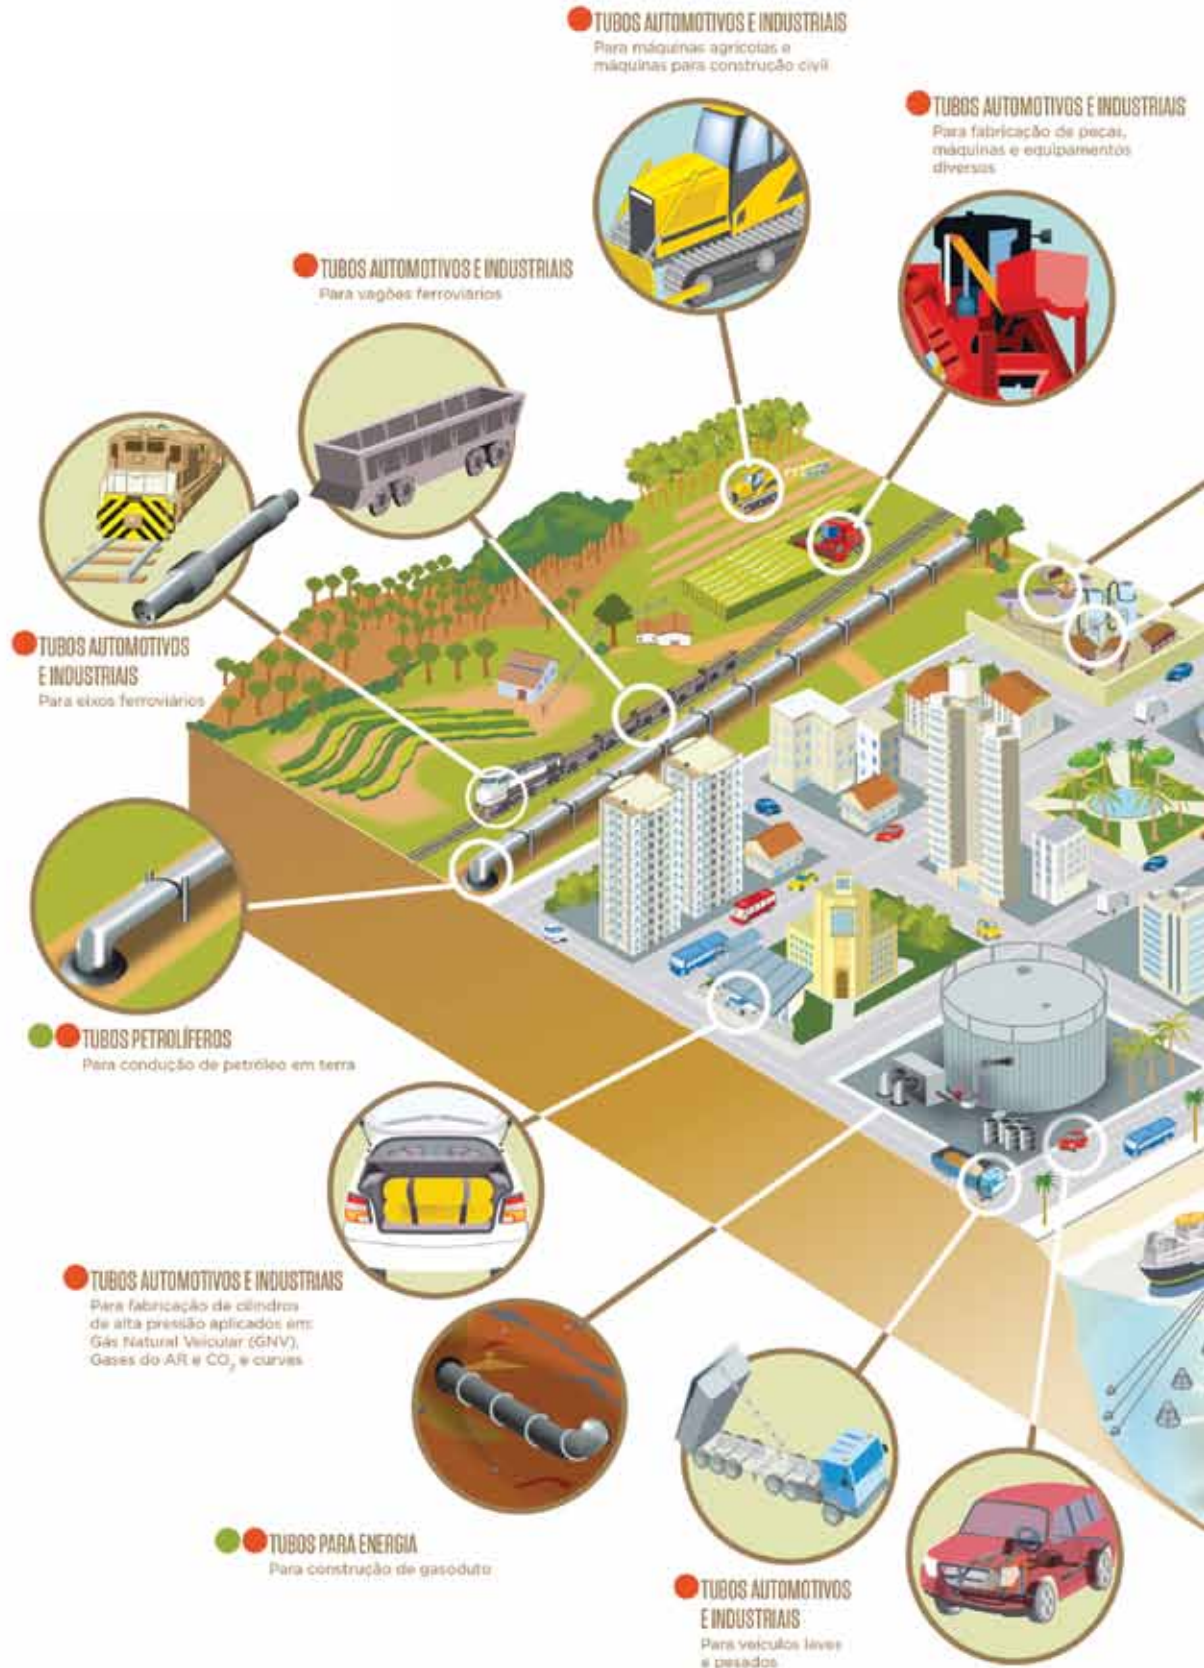 TUBOS AUTOMOTIVOS E INDUSTRIAIS
Para máquinas agrícolas e
máquinas para construção civil
TUBOS AUTOMOTIVOS E INDUSTRIAIS
Para fabricação de peças,
máquinas e equipamentos
diversos
TUBOS AUTOMOTIVOS E INDUSTRIAIS
Para vagões ferroviários
TUBOS AUTOMOTIVOS
E INDUSTRIAIS
Para eixos ferroviários
TUBOS PETROLÍFEROS
Para condução de petróleo em terra
TUBOS AUTOMOTIVOS E INDUSTRIAIS
Para fabricação de cilindros
de alta pressão aplicados em:
Gás Natural Veicular (GNV),
Gases do AR e CO₂ e curvas
TUBOS PARA ENERGIA
Para construção de gasoduto
TUBOS AUTOMOTIVOS
E INDUSTRIAIS
Para veículos leves
e pesados